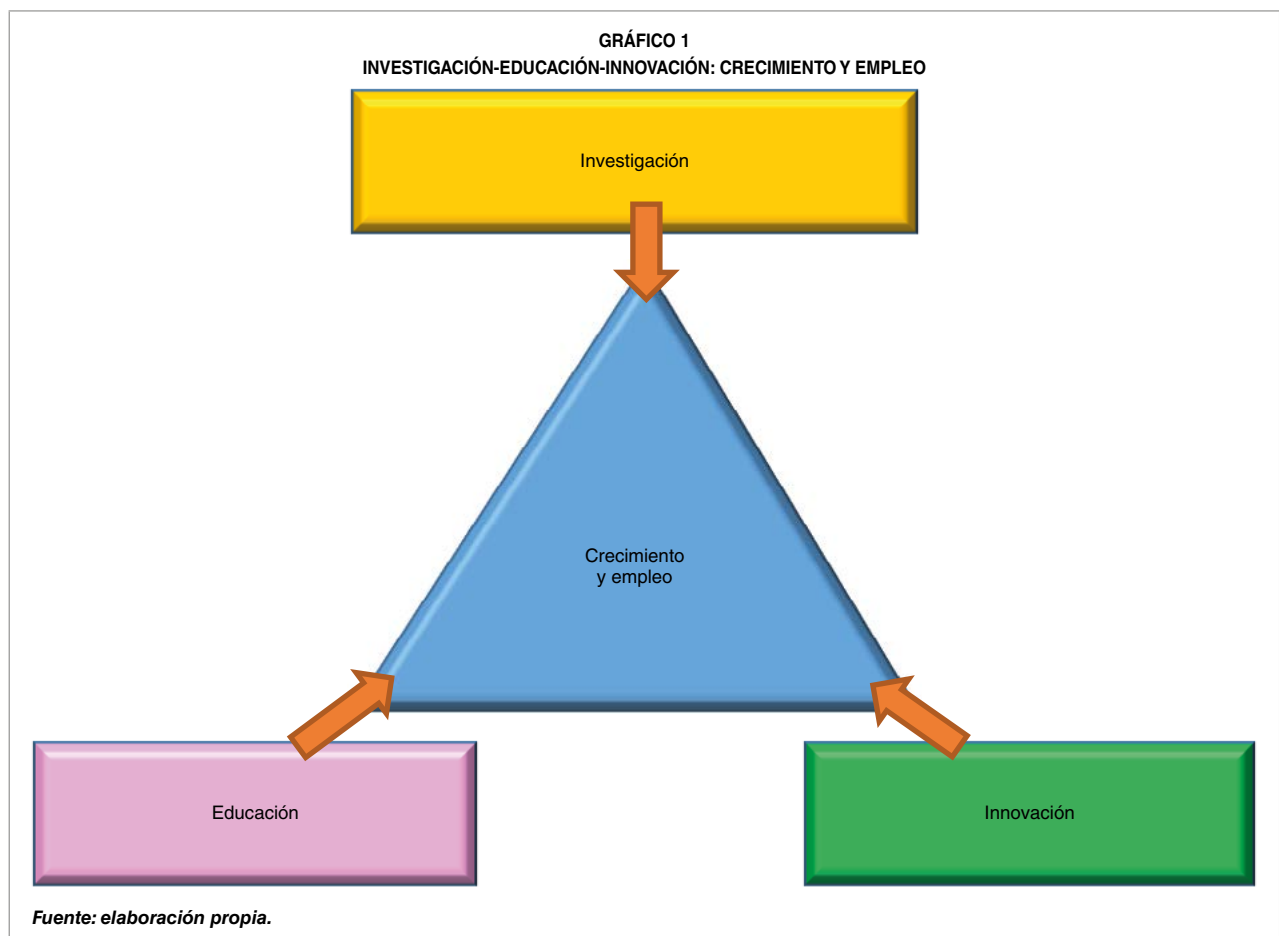 GRÁFICO 1
INVESTIGACIÓN-EDUCACIÓN-INNOVACIÓN: CRECIMIENTO Y EMPLEO
Investigación
Crecimiento
y empleo
Educación
Innovación
Fuente: elaboración propia.